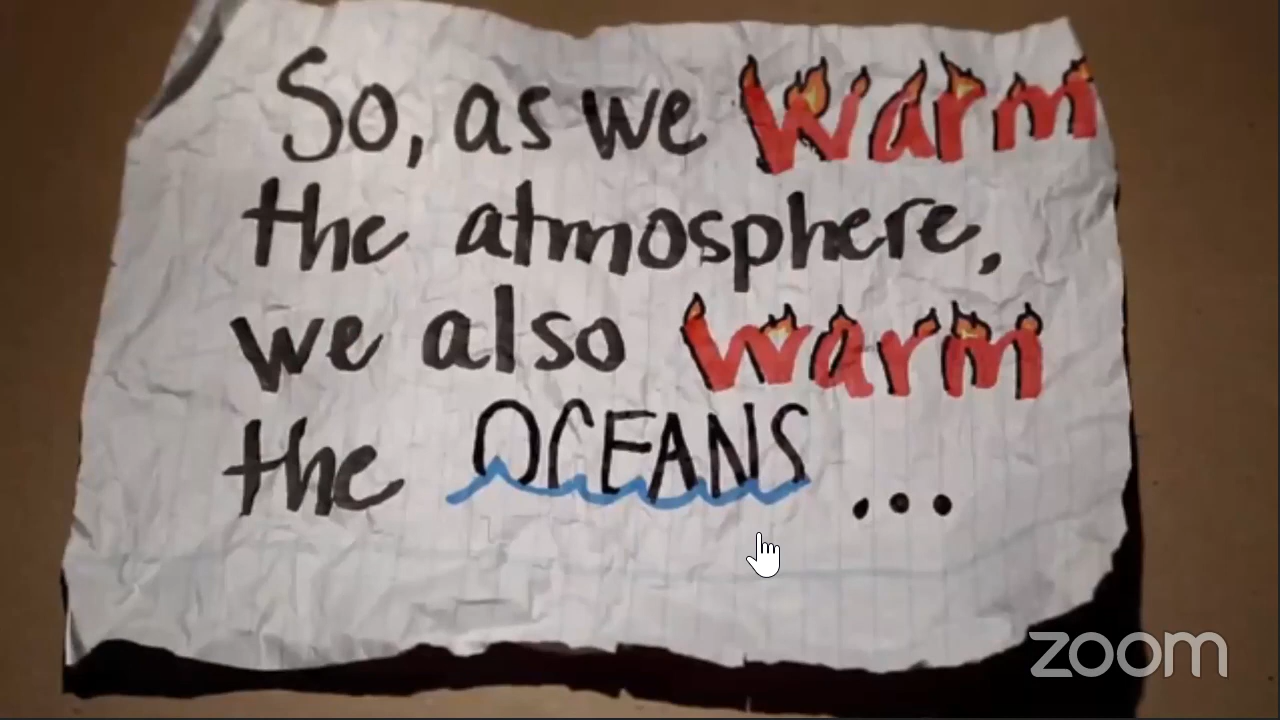 So, as we warm
the atmosphere,
we also warm
the OCEANS ...
zoom